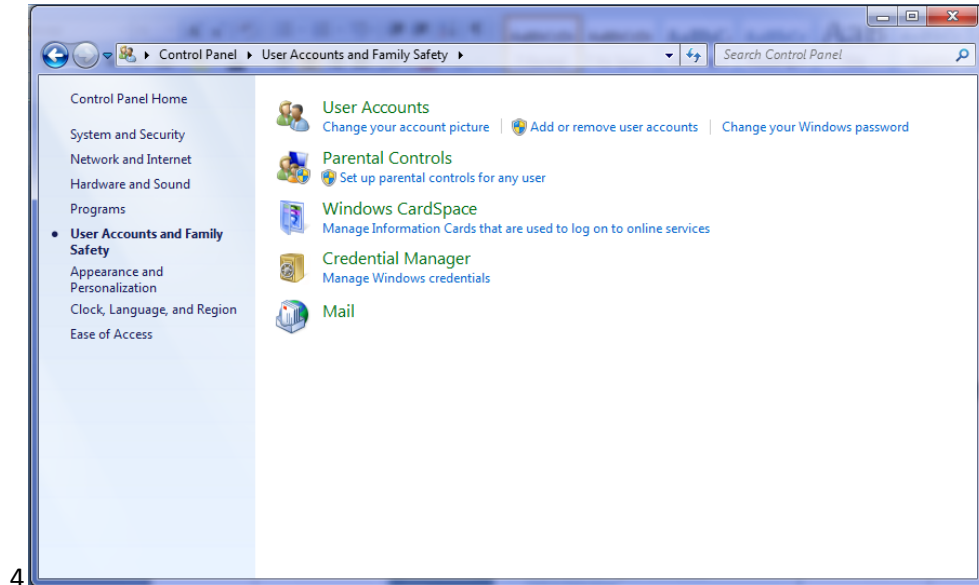 Control Panel
User Accounts and Family Safety
Search Control Panel
Control Panel Home
System and Security
Network and Internet
Hardware and Sound
Programs
User Accounts and Family
Safety
Appearance and
Personalization
Clock, Language, and Region
Ease of Access
User Accounts
Change your account picture
Add or remove user accounts
Change your Windows password
Parental Controls
Set up parental controls for any user
Windows CardSpace
Manage Information Cards that are used to log on to online services
Credential Manager
Manage Windows credentials
Mail
4